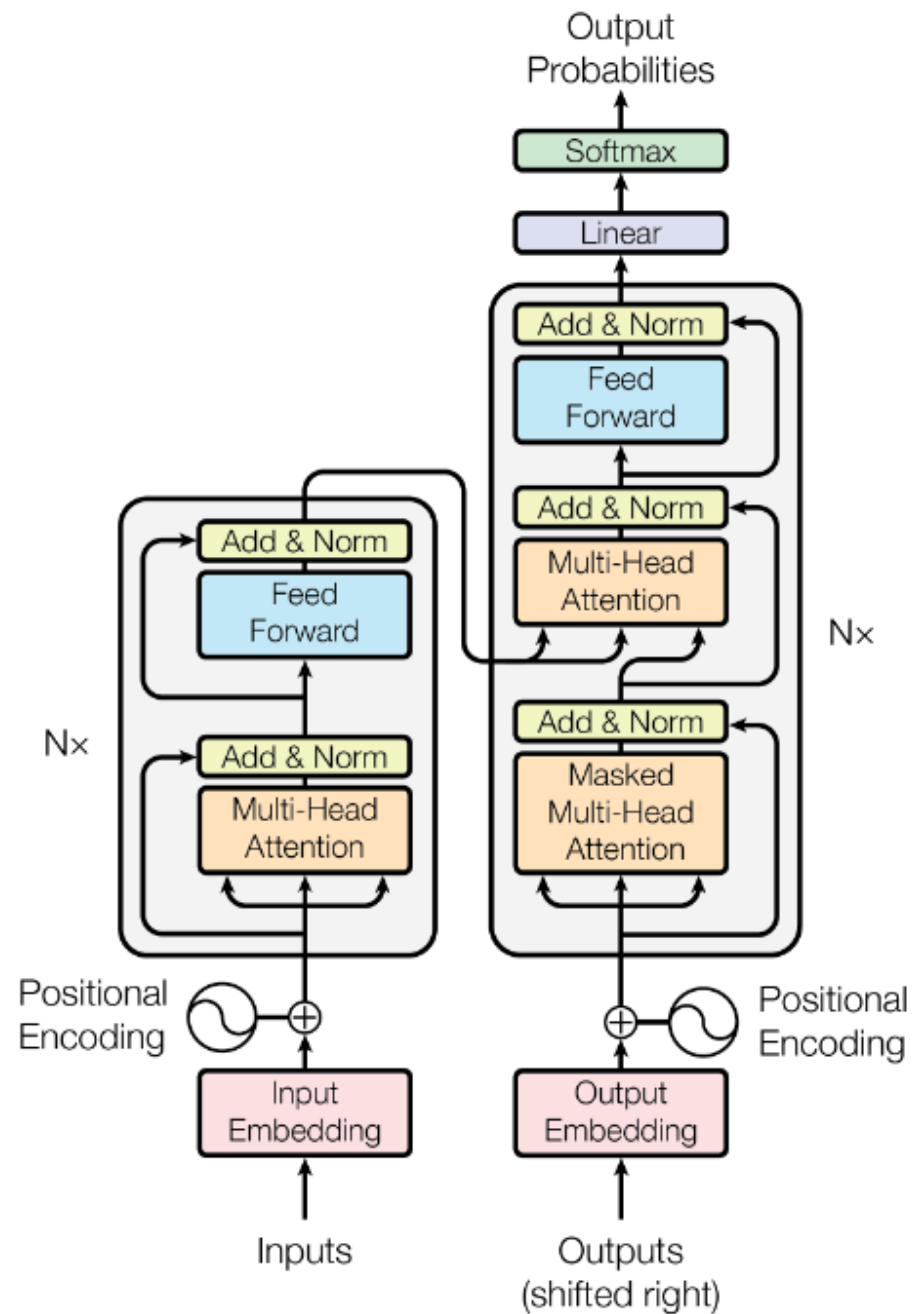 Output
Probabilities
Softmax
Linear
Add & Norm
Feed
Forward
Add & Norm
Multi-Head
Attention
Add & Norm
Masked
Multi-Head
Attention
N×
Add & Norm
Feed
Forward
Add & Norm
Multi-Head
Attention
N×
Positional
Encoding
Positional
Encoding
Input
Embedding
Output
Embedding
Inputs
Outputs
(shifted right)